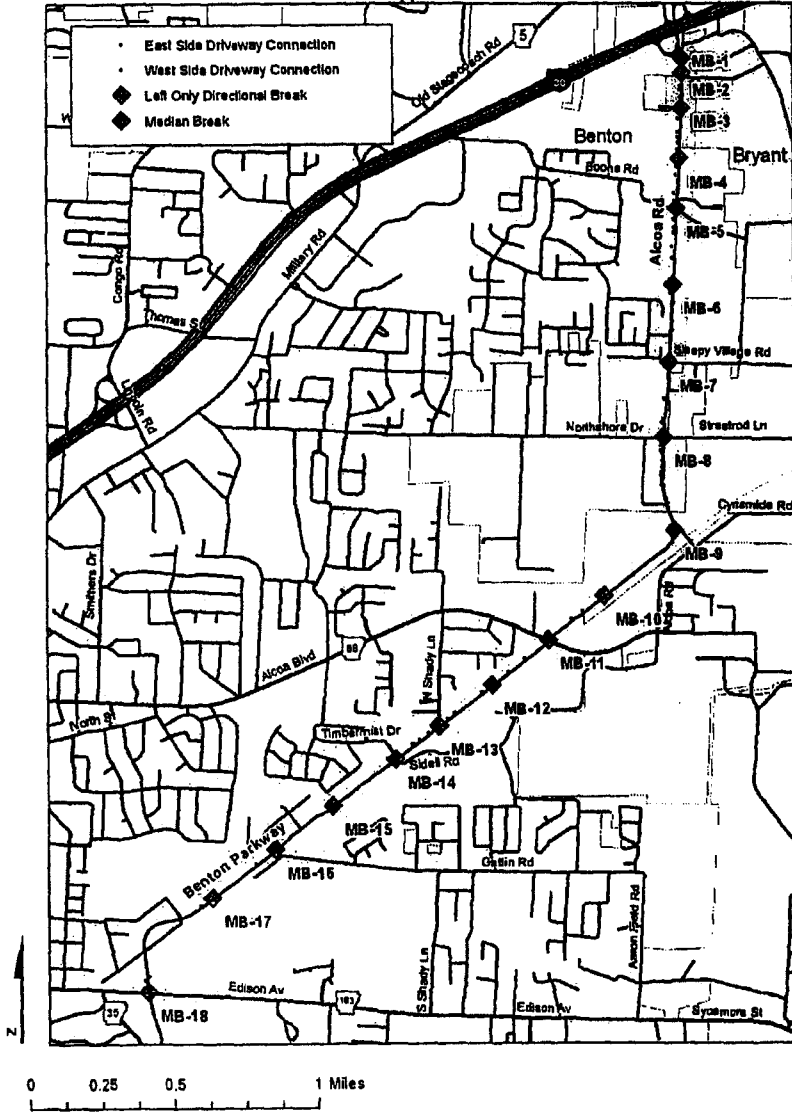 East Side Driveway Connection
West Side Driveway Connection
Left Only Directional Break
Median Break
5
Old Stagecoach Rd
30
W
MB-1
MB-2
MB-3
Benton
Bryant
Boone Rd
MB-4
Alcoa Rd
MB-5
Congo Rd
Military Rd
MB-6
Thomas S
Sleepy Village Rd
MB-7
Lincoln Rd
Northshore Dr
Strestrod Ln
MB-8
Cynamide Rd
MB-9
Smithers Dr
MB-10
MB-11
88
Alcoa Blvd
N Shady Ln
MB-12
North St
Timbermist Dr
MB-13
Sidell Rd
MB-14
MB-15
Benton Parkway
Gattin Rd
MB-16
MB-17
S Shady Ln
Edison Av
183
Edison Av
Sycamore St
35
MB-18
N
0 0.25 0.5 1 Miles